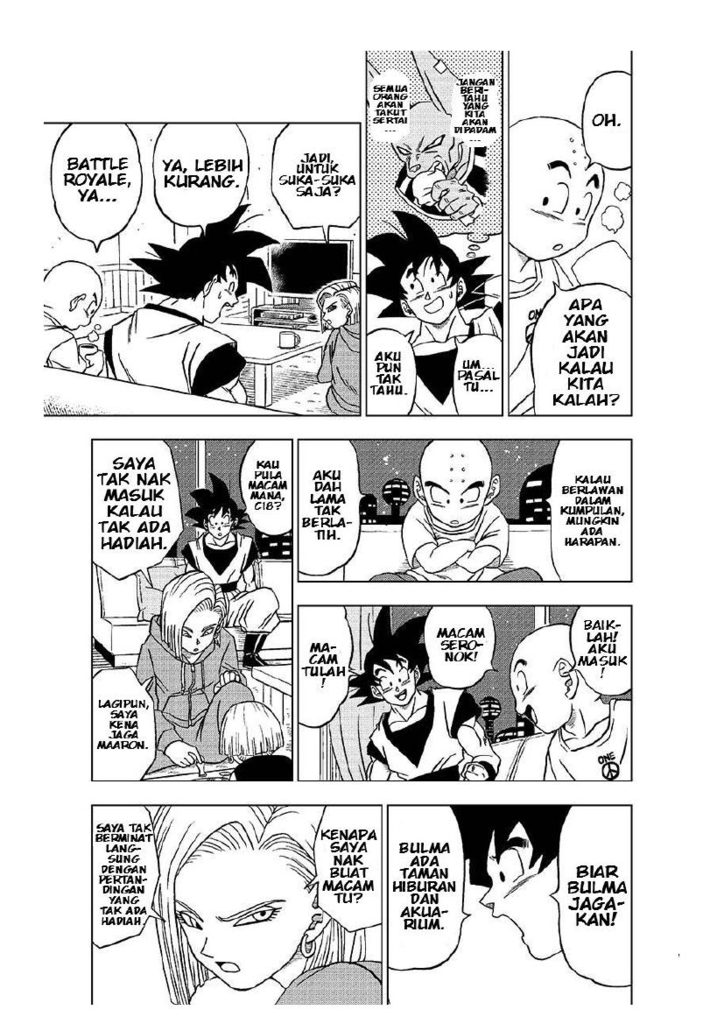 OH.
APA
YANG
AKAN
JADI
KALAU
KITA
KALAH?
JANGAN
BERI-
TAHU
YANG
KITA
AKAN
DIPADAM
...
SEMUA
ORANG
AKAN
TAKUT
SERTAI
...
UM...
PASAL
TU...
AKU
PUN
TAK
TAHU.
JADI,
UNTUK
SUKA-SUKA
SAJA?
YA, LEBIH
KURANG.
BATTLE
ROYALE,
YA...
KALAU
BERLAWAN
DALAM
KUMPULAN,
MUNGKIN
ADA
HARAPAN.
AKU
DAH
LAMA
TAK
BERLA-
TIH.
BAIK-
LAH!
AKU
MASUK!
ONE
MACAM
SERO-
NOK!
MA-
CAM
TULAH!
KAU
PULA
MACAM
MANA,
C18?
SAYA
TAK NAK
MASUK
KALAU
TAK ADA
HADIAH.
LAGIPUN,
SAYA
KENA
JAGA
MAARON.
BIAR
BULMA
JAGA-
KAN!
BULMA
ADA
TAMAN
HIBURAN
DAN
AKUA-
RIUM.
KENAPA
SAYA
NAK
BUAT
MACAM
TU?
SAYA TAK
BERMINAT
LANG-
SUNG
DENGAN
PERTAN-
DINGAN
YANG
TAK ADA
HADIAH.